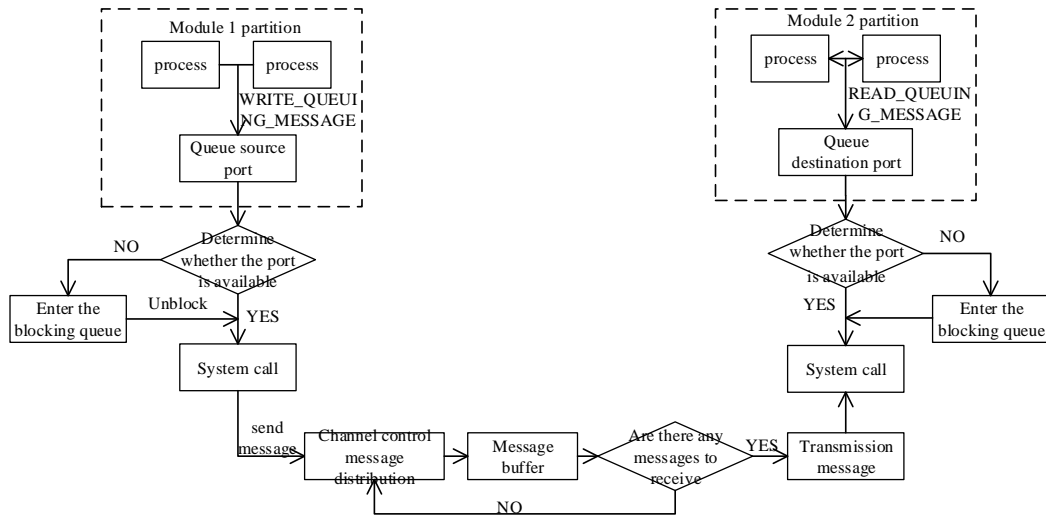 Module 1 partition
process
process
WRITE_QUEUI
NG_MESSAGE
Queue source
port
Determine
whether the port
is available
NO
Enter the
blocking queue
Unblock
YES
System call
send
message
Channel control
message
distribution
Message
buffer
Are there any
messages to
receive
NO
YES
Transmission
message
Module 2 partition
process
process
READ_QUEUIN
G_MESSAGE
Queue
destination port
Determine
whether the port
is available
NO
Enter the
blocking queue
YES
System call